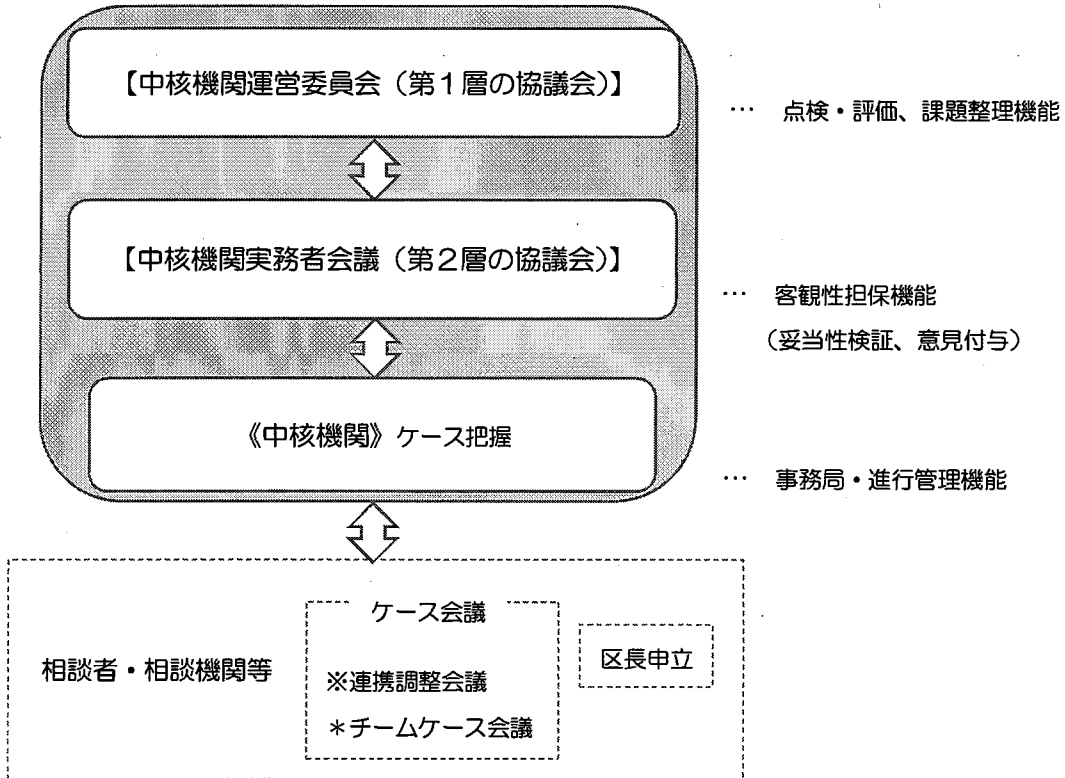 【中核機関運営委員会（第１層の協議会）】
… 点検・評価、課題整理機能
【中核機関実務者会議（第２層の協議会）】
… 客観性担保機能
（妥当性検証、意見付与）
《中核機関》ケース把握
… 事務局・進行管理機能
ケース会議
相談者・相談機関等
※連携調整会議
＊チームケース会議
区長申立